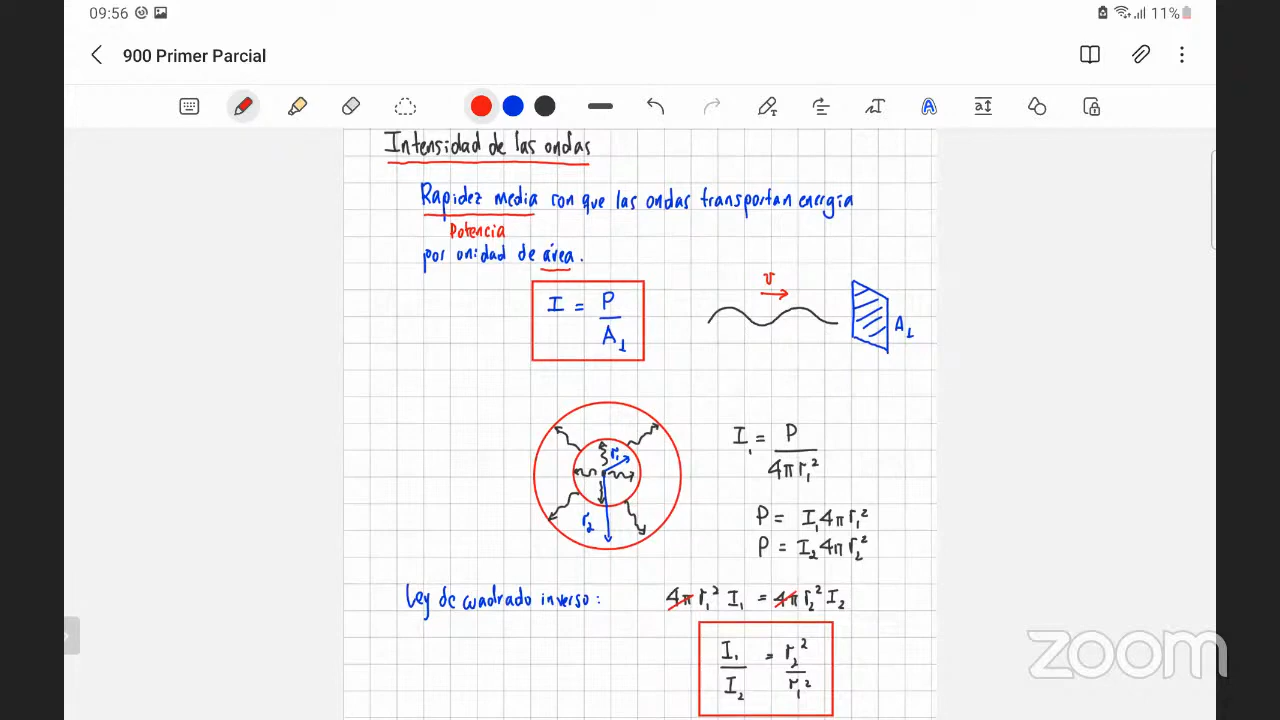 09:56
11%
900 Primer Parcial
Intensidad de las ondas
Rapidez media con que las ondas transportan energía
Potencia
por unidad de área.
I = P / A⊥
v
A⊥
r₁
r₂
I₁ = P / 4πr₁²
P = I₁4πr₁²
P = I₂4πr₂²
Ley de cuadrado inverso: 4πr₁² I₁ = 4πr₂² I₂
I₁ / I₂ = r₂² / r₁²
zoom